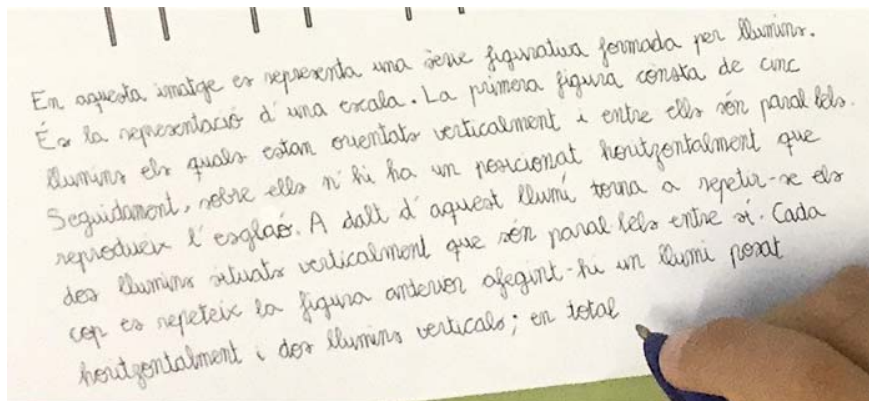 En aquesta imatge es representa una sèrie figurativa formada per llumins.
És la representació d'una escala. La primera figura consta de cinc
llumins els quals estan orientats verticalment i entre ells són paral·lels.
Seguidament, sobre ells n'hi ha un posicionat horitzontalment que
reprodueix l'esglaó. A dalt d'aquest llumí torna a repetir-se els
dos llumins situats verticalment que són paral·lels entre sí. Cada
cop es repeteix la figura anterior afegint-hi un llumi posat
horitzontalment i dos llumins verticals; en total